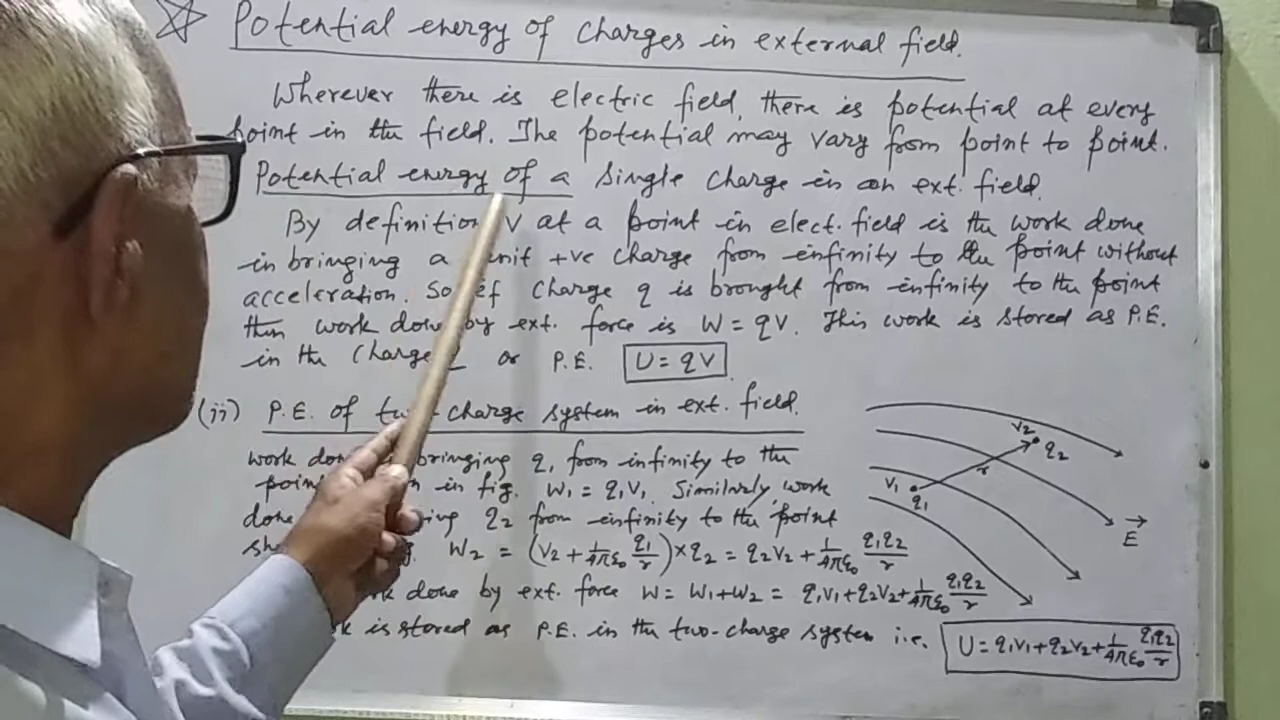 ☆ Potential energy of charges in external field.
Wherever there is electric field, there is potential at every
point in the field. The potential may vary from point to point.
Potential energy of a single charge in an ext. field.
By definition V at a point in elect. field is the work done
in bringing a unit +ve charge from infinity to the point without
acceleration. So if charge q is brought from infinity to the point
then work done by ext. force is W = qV. This work is stored as P.E.
in the charge or P.E. U = qV
(ii) P.E. of two-charge system in ext. field.
work done bringing q₁ from infinity to the
point in fig. W₁ = q₁V₁. Similarly, work
done q₂ from infinity to the point
W₂ = (V₂ + 1/4πε₀ q₁/r) × q₂ = q₂V₂ + 1/4πε₀ q₁q₂/r
done by ext. force W = W₁+W₂ = q₁V₁+q₂V₂+1/4πε₀ q₁q₂/r
is stored as P.E. in the two-charge system i.e. U = q₁V₁+q₂V₂+1/4πε₀ q₁q₂/r
V₂
q₂
r
V₁
q₁
E⃗